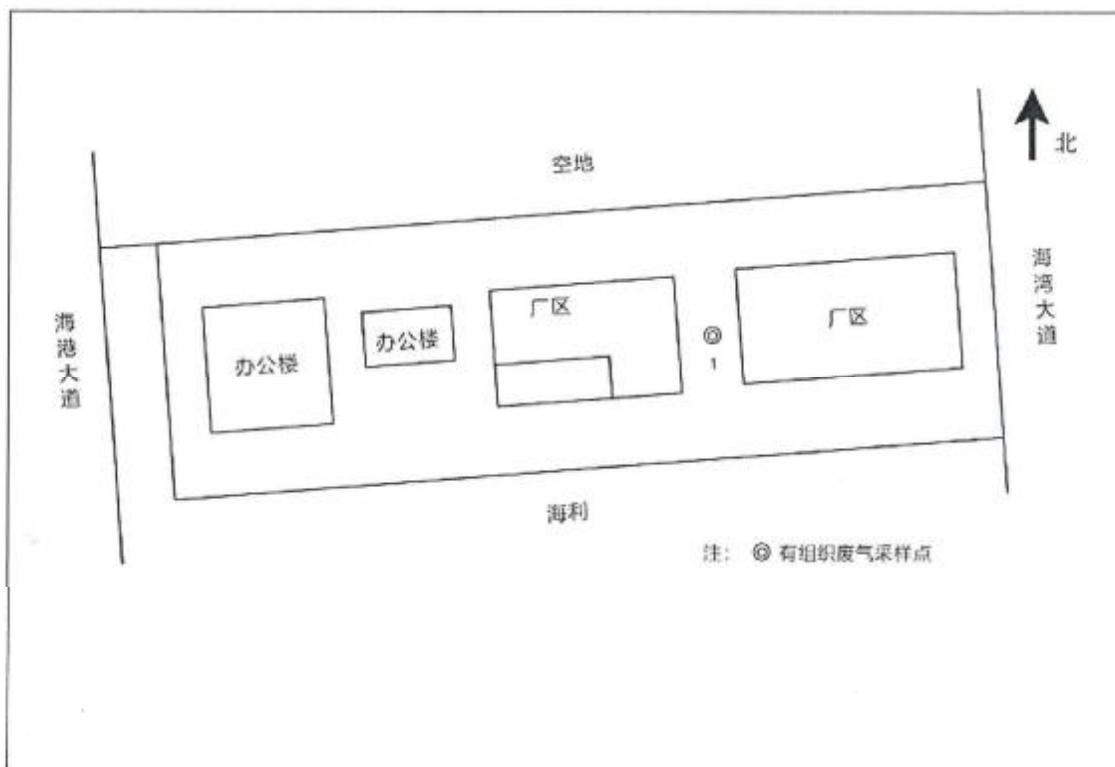 北
空地
海港大道
办公楼
办公楼
厂区
◎
1
厂区
海湾大道
海利
注： ◎ 有组织废气采样点